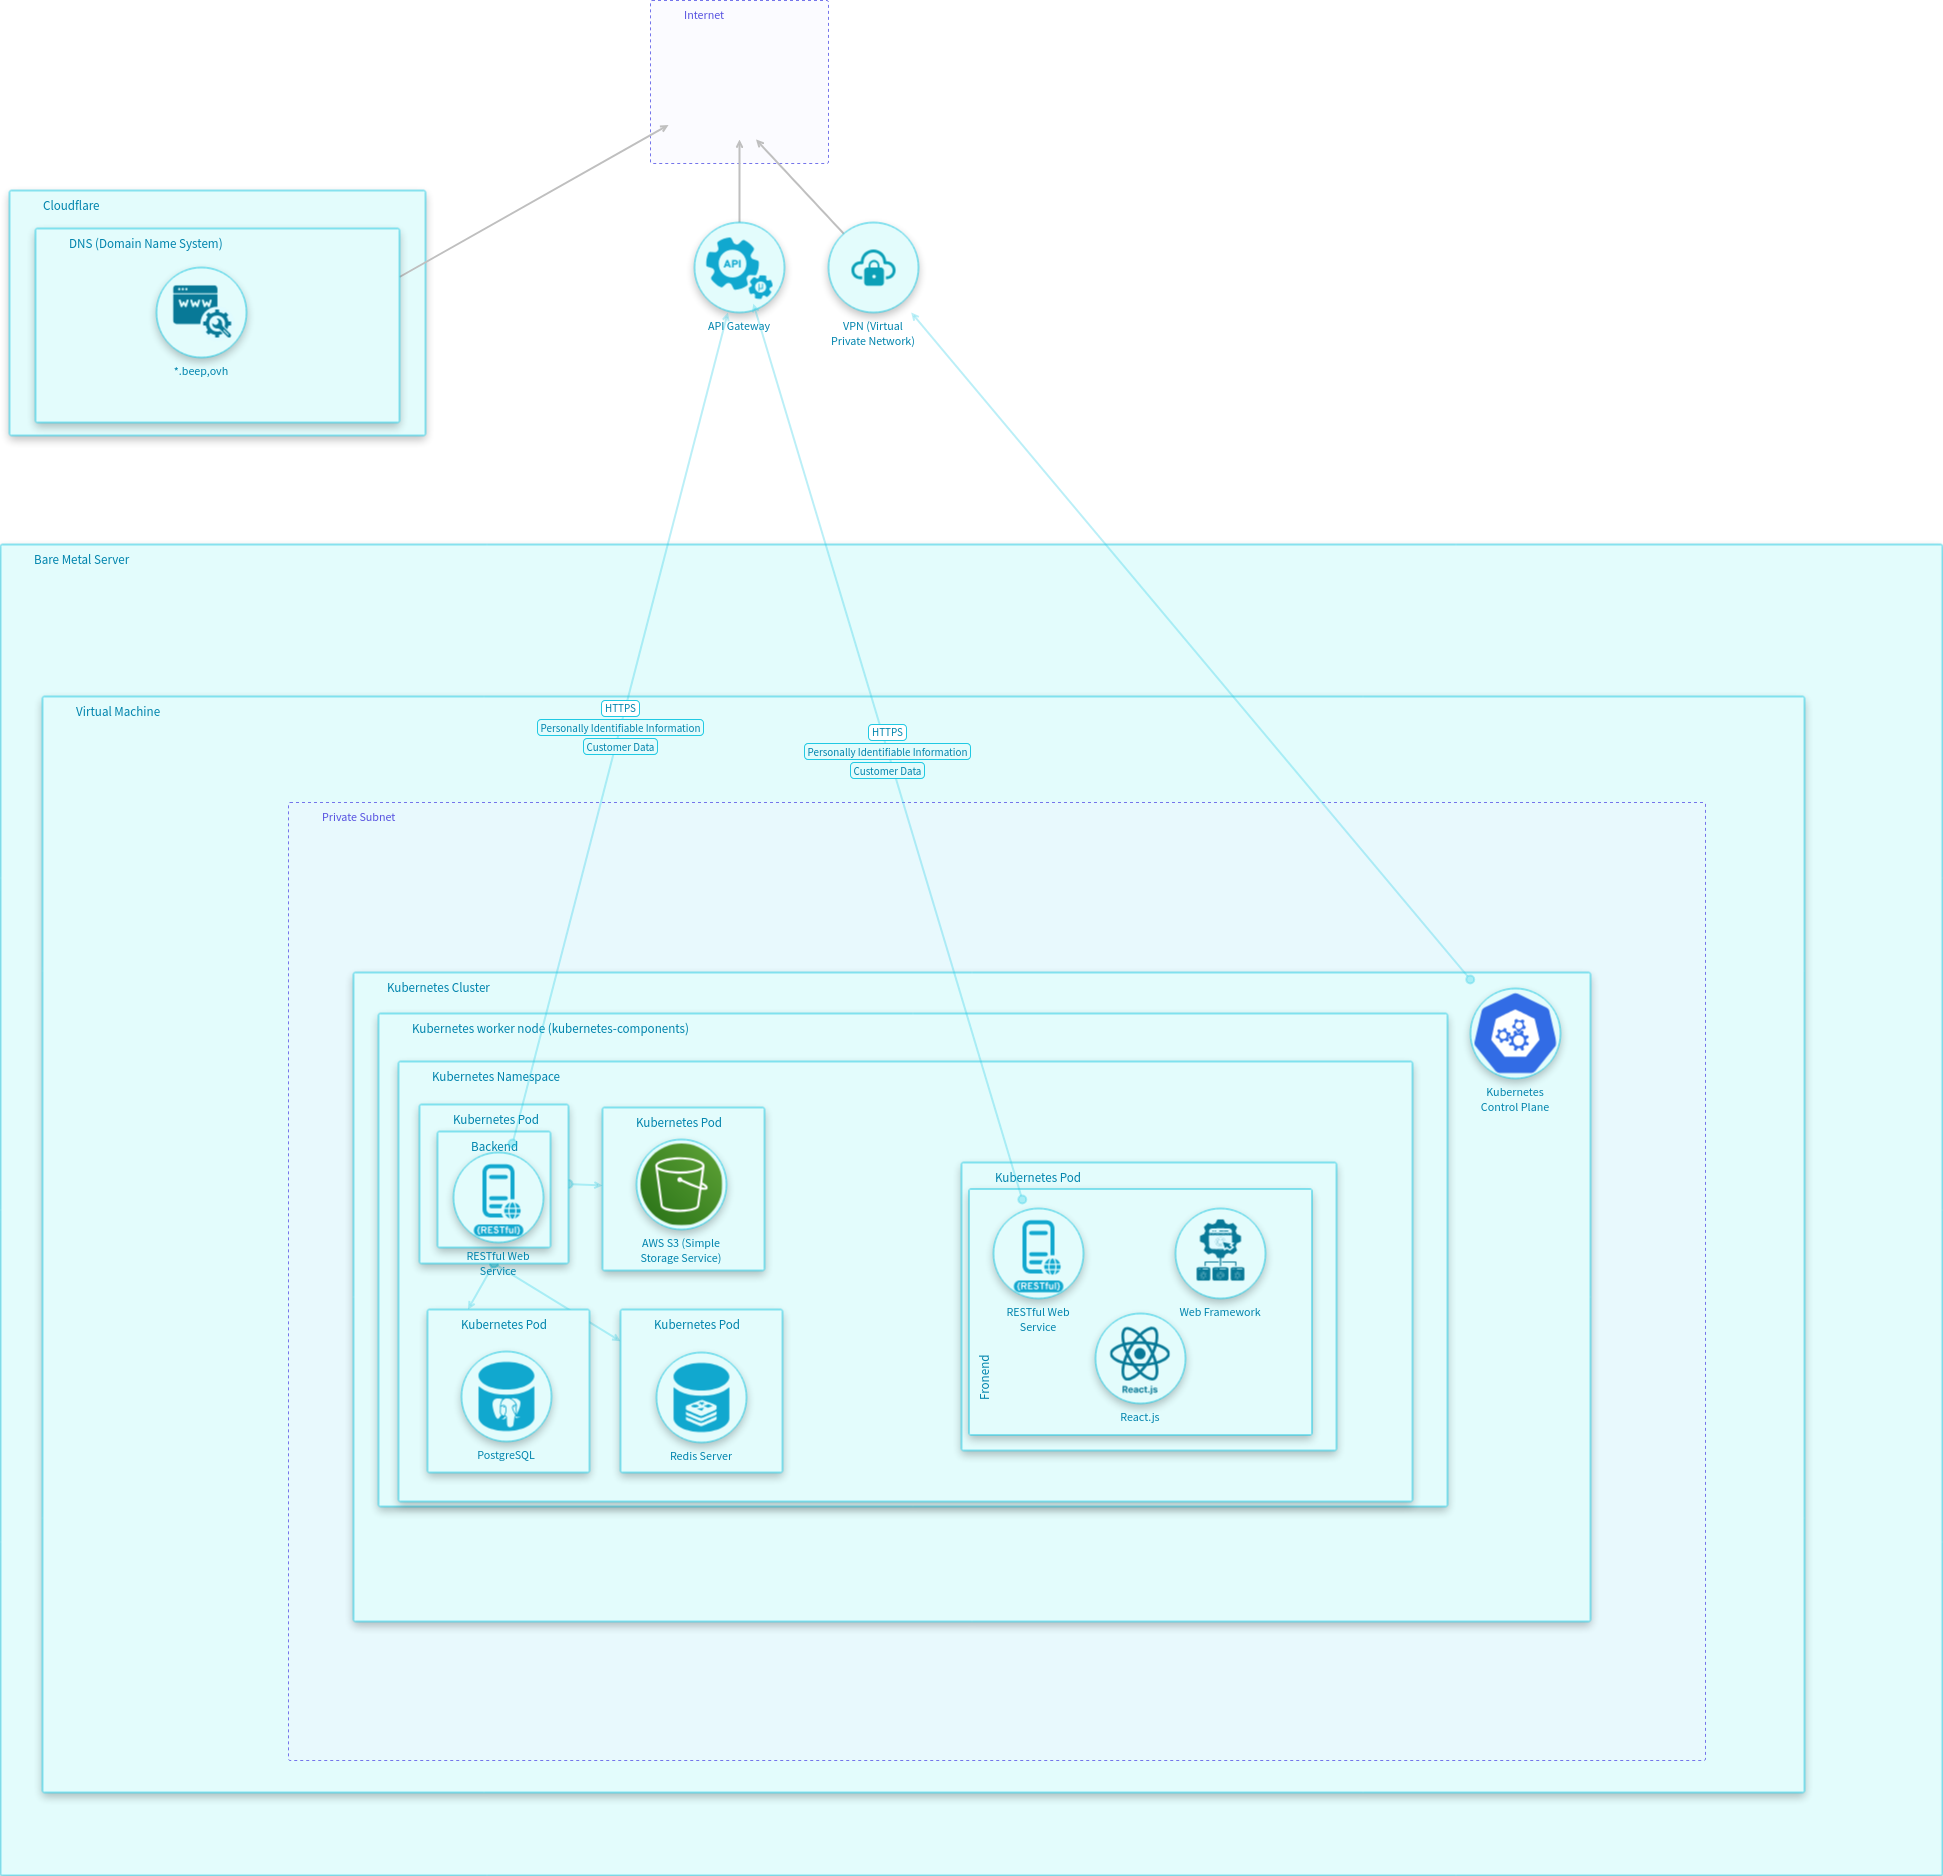 Internet
Cloudflare
DNS (Domain Name System)
WWW
*.beep,ovh
API
μ
API Gateway
VPN (Virtual
Private Network)
Bare Metal Server
Virtual Machine
HTTPS
Personally Identifiable Information
Customer Data
HTTPS
Personally Identifiable Information
Customer Data
Private Subnet
Kubernetes Cluster
Kubernetes worker node (kubernetes-components)
Kubernetes
Control Plane
Kubernetes Namespace
Kubernetes Pod
Backend
{RESTful}
RESTful Web
Service
Kubernetes Pod
AWS S3 (Simple
Storage Service)
Kubernetes Pod
{RESTful}
RESTful Web
Service
Web Framework
Fronend
React.js
React.js
Kubernetes Pod
PostgreSQL
Kubernetes Pod
Redis Server